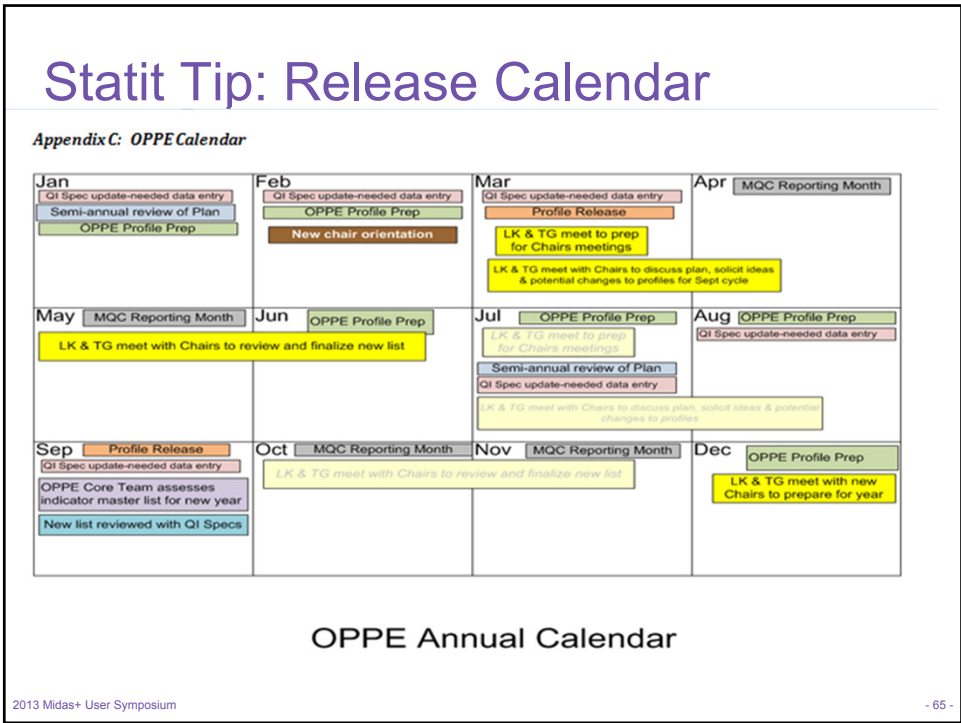 Statit Tip: Release Calendar
Appendix C: OPPE Calendar
Jan
QI Spec update-needed data entry
Semi-annual review of Plan
OPPE Profile Prep
Feb
QI Spec update-needed data entry
OPPE Profile Prep
New chair orientation
Mar
QI Spec update-needed data entry
Profile Release
LK & TG meet to prep
for Chairs meetings
LK & TG meet with Chairs to discuss plan, solicit ideas
& potential changes to profiles for Sept cycle
Apr
MQC Reporting Month
May
MQC Reporting Month
LK & TG meet with Chairs to review and finalize new list
Jun
OPPE Profile Prep
Jul
OPPE Profile Prep
LK & TG meet to prep
for Chairs meetings
Semi-annual review of Plan
QI Spec update-needed data entry
LK & TG meet with Chairs to discuss plan, solicit ideas & potential
changes to profiles
Aug
OPPE Profile Prep
QI Spec update-needed data entry
Sep
Profile Release
QI Spec update-needed data entry
OPPE Core Team assesses
indicator master list for new year
New list reviewed with QI Specs
Oct
MQC Reporting Month
LK & TG meet with Chairs to review and finalize new list
Nov
MQC Reporting Month
Dec
OPPE Profile Prep
LK & TG meet with new
Chairs to prepare for year
OPPE Annual Calendar
2013 Midas+ User Symposium
- 65 -